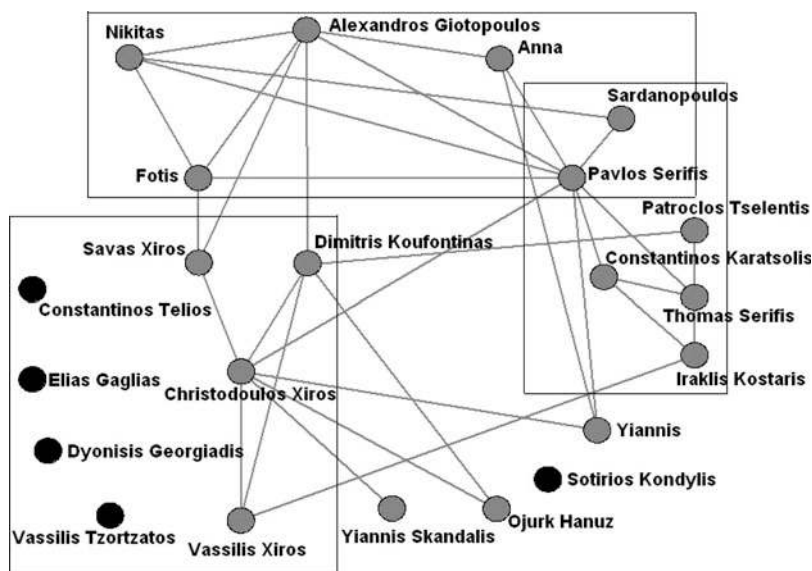 Alexandros Giotopoulos
Nikitas
Anna
Sardanopoulos
Fotis
Pavlos Serifis
Patroclos Tselentis
Savas Xiros
Dimitris Koufontinas
Constantinos Karatsolis
Constantinos Telios
Thomas Serifis
Elias Gaglias
Christodoulos Xiros
Iraklis Kostaris
Yiannis
Dyonisis Georgiadis
Sotirios Kondylis
Vassilis Tzortzatos
Vassilis Xiros
Yiannis Skandalis
Ojurk Hanuz